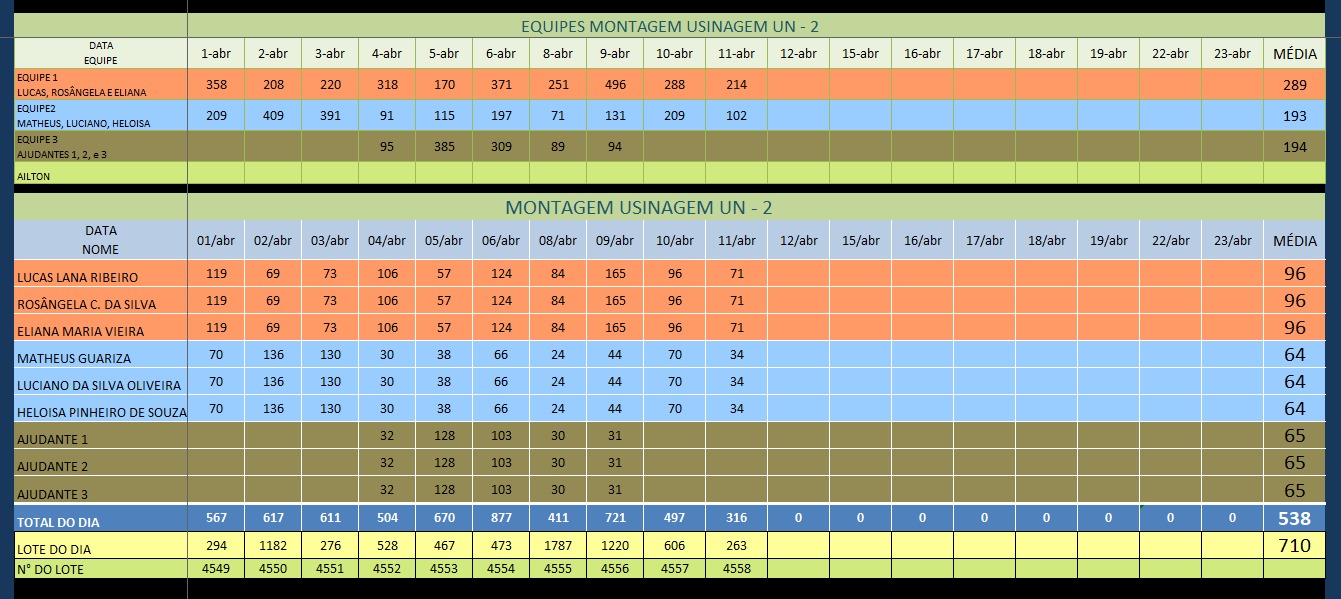 EQUIPES MONTAGEM USINAGEM UN - 2
DATA
EQUIPE 1-abr 2-abr 3-abr 4-abr 5-abr 6-abr 8-abr 9-abr 10-abr 11-abr 12-abr 15-abr 16-abr 17-abr 18-abr 19-abr 22-abr 23-abr MÉDIA
EQUIPE 1
LUCAS, ROSÂNGELA E ELIANA 358 208 220 318 170 371 251 496 288 214 289
EQUIPE2
MATHEUS, LUCIANO, HELOISA 209 409 391 91 115 197 71 131 209 102 193
EQUIPE 3
AJUDANTES 1, 2, e 3 95 385 309 89 94 194
AILTON
MONTAGEM USINAGEM UN - 2
DATA
NOME 01/abr 02/abr 03/abr 04/abr 05/abr 06/abr 08/abr 09/abr 10/abr 11/abr 12/abr 15/abr 16/abr 17/abr 18/abr 19/abr 22/abr 23/abr MÉDIA
LUCAS LANA RIBEIRO 119 69 73 106 57 124 84 165 96 71 96
ROSÂNGELA C. DA SILVA 119 69 73 106 57 124 84 165 96 71 96
ELIANA MARIA VIEIRA 119 69 73 106 57 124 84 165 96 71 96
MATHEUS GUARIZA 70 136 130 30 38 66 24 44 70 34 64
LUCIANO DA SILVA OLIVEIRA 70 136 130 30 38 66 24 44 70 34 64
HELOISA PINHEIRO DE SOUZA 70 136 130 30 38 66 24 44 70 34 64
AJUDANTE 1 32 128 103 30 31 65
AJUDANTE 2 32 128 103 30 31 65
AJUDANTE 3 32 128 103 30 31 65
TOTAL DO DIA 567 617 611 504 670 877 411 721 497 316 0 0 0 0 0 0 0 0 538
LOTE DO DIA 294 1182 276 528 467 473 1787 1220 606 263 710
N° DO LOTE 4549 4550 4551 4552 4553 4554 4555 4556 4557 4558